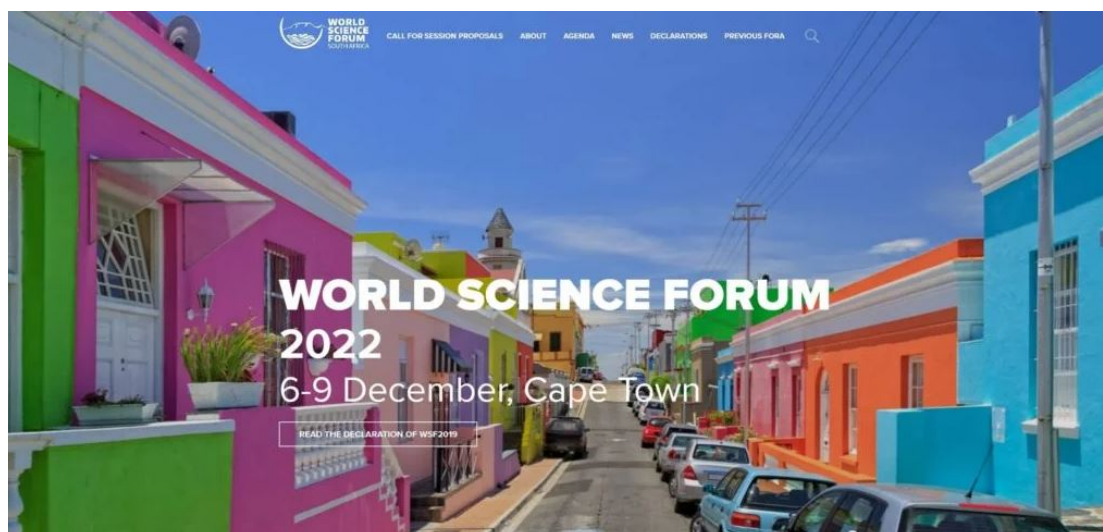 WORLD
SCIENCE
FORUM
SOUTH AFRICA
CALL FOR SESSION PROPOSALS ABOUT AGENDA NEWS DECLARATIONS PREVIOUS FORA
WORLD SCIENCE FORUM
2022
6-9 December, Cape Town
READ THE DECLARATION OF WSF2019